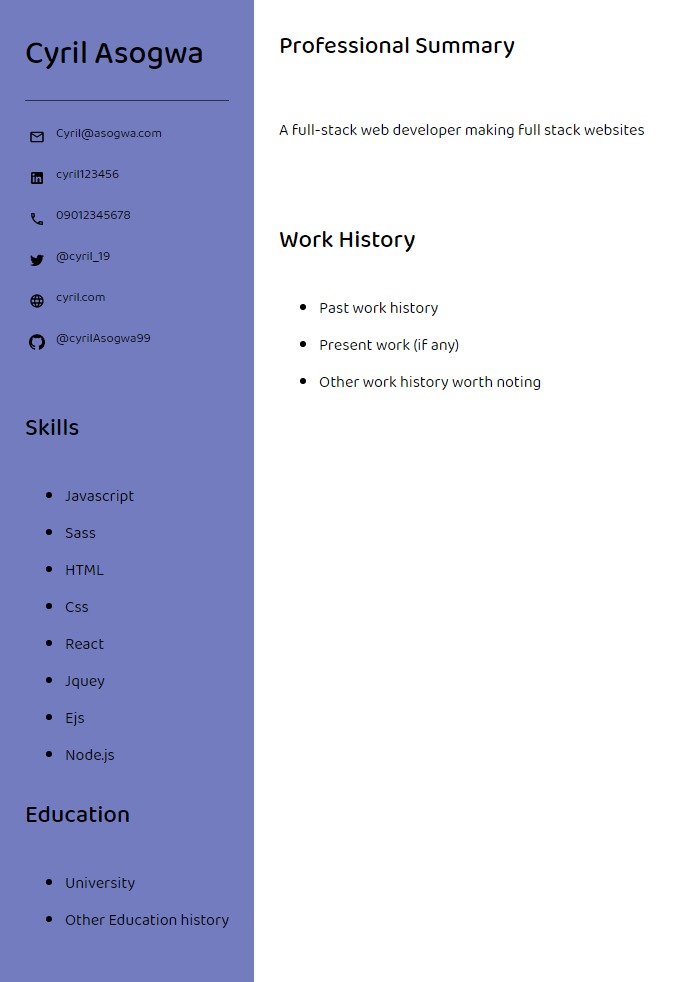 Cyril Asogwa
Cyril@asogwa.com
cyril123456
09012345678
@cyril_19
cyril.com
@cyrilAsogwa99
Skills
Javascript
Sass
HTML
Css
React
Jquey
Ejs
Node.js
Education
University
Other Education history
Professional Summary
A full-stack web developer making full stack websites
Work History
Past work history
Present work (if any)
Other work history worth noting